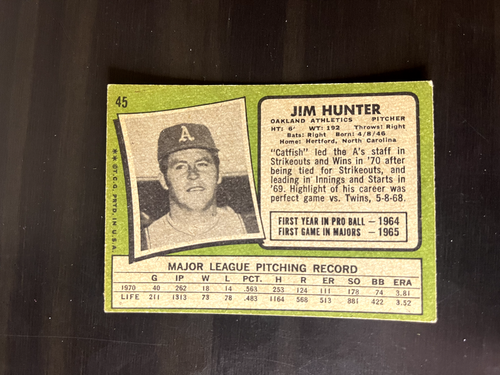 45
A
★★ ©T.C.G. PRTD. IN U.S.A.
JIM HUNTER
OAKLAND ATHLETICS PITCHER
HT: 6' WT: 192 Throws: Right
Bats: Right Born: 4/8/46
Home: Hertford, North Carolina
"Catfish" led the A's staff in
Strikeouts and Wins in '70 after
being tied for Strikeouts, and
leading in Innings and Starts in
'69. Highlight of his career was
perfect game vs. Twins, 5-8-68.
FIRST YEAR IN PRO BALL — 1964
FIRST GAME IN MAJORS — 1965
MAJOR LEAGUE PITCHING RECORD
G IP W L PCT. H R ER SO BB ERA
1970 40 262 18 14 .563 253 124 111 178 74 3.81
LIFE 211 1313 73 78 .483 1164 568 513 881 422 3.52